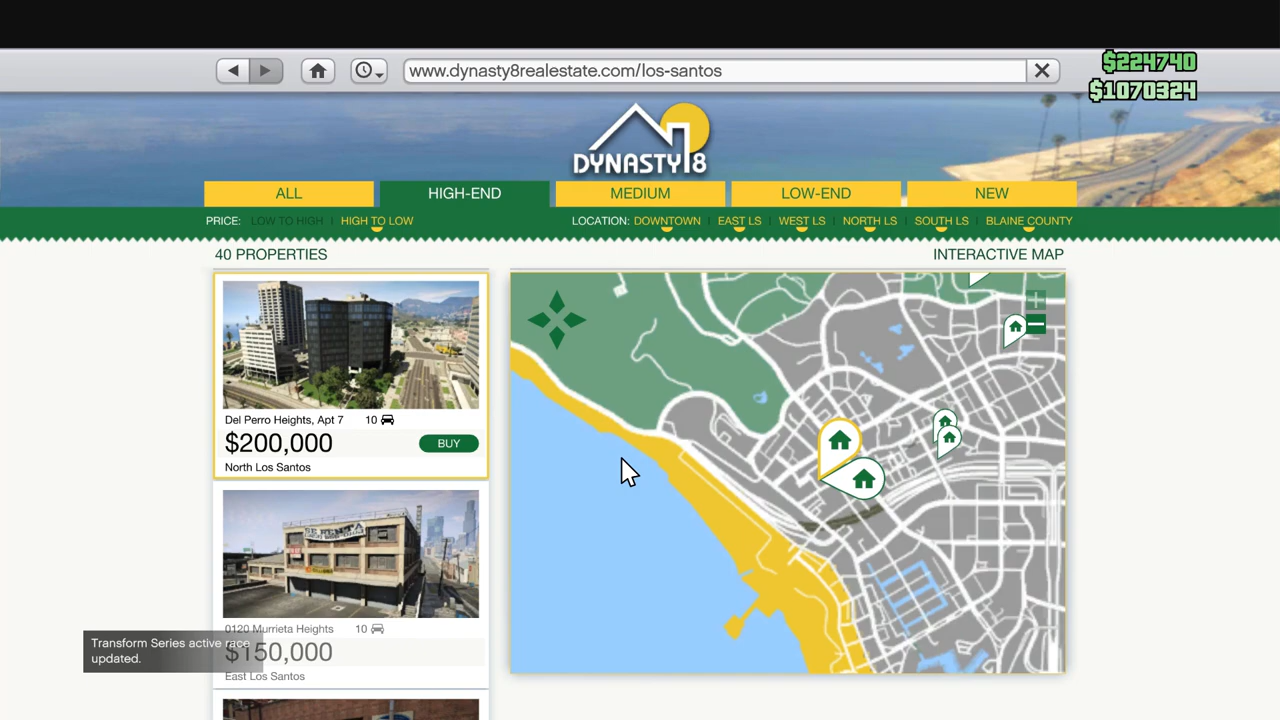 www.dynasty8realestate.com/los-santos
$224740
$1070324
DYNASTY 8
ALL
HIGH-END
MEDIUM
LOW-END
NEW
PRICE: LOW TO HIGH | HIGH TO LOW
LOCATION: DOWNTOWN | EAST LS | WEST LS | NORTH LS | SOUTH LS | BLAINE COUNTY
40 PROPERTIES
INTERACTIVE MAP
Del Perro Heights, Apt 7 10
$200,000
BUY
North Los Santos
0120 Murrieta Heights 10
$150,000
East Los Santos
Transform Series active race
updated.